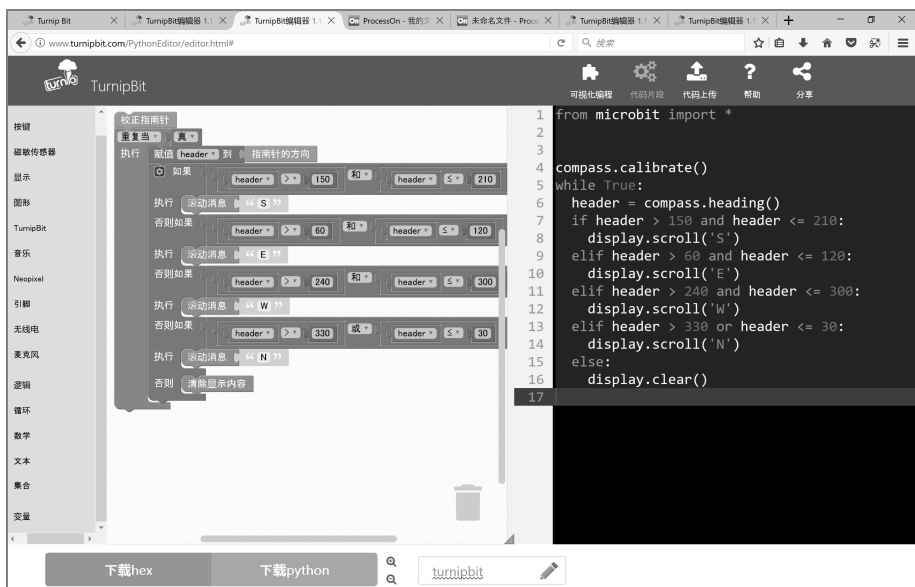 Turnip Bit
TurnipBit编辑器 1.1
TurnipBit编辑器 1.1
ProcessOn - 我的文
未命名文件 - Proce
TurnipBit编辑器 1.1
TurnipBit编辑器 1.1
www.turnipbit.com/PythonEditor/editor.html#
搜索
turnip
TurnipBit
可视化编程
代码片段
代码上传
帮助
分享
按键
磁敏传感器
显示
图形
TurnipBit
音乐
Neopixel
引脚
无线电
麦克风
逻辑
循环
数学
文本
集合
变量
校正指南针
重复当 真
执行 赋值 header 到 指南针的方向
如果 header > 150 和 header ≤ 210
执行 滚动消息 “ S ”
否则如果 header > 60 和 header ≤ 120
执行 滚动消息 “ E ”
否则如果 header > 240 和 header ≤ 300
执行 滚动消息 “ W ”
否则如果 header > 330 或 header ≤ 30
执行 滚动消息 “ N ”
否则 清除显示内容
1 from microbit import *
2
3
4 compass.calibrate()
5 while True:
6 header = compass.heading()
7 if header > 150 and header <= 210:
8 display.scroll('S')
9 elif header > 60 and header <= 120:
10 display.scroll('E')
11 elif header > 240 and header <= 300:
12 display.scroll('W')
13 elif header > 330 or header <= 30:
14 display.scroll('N')
15 else:
16 display.clear()
17
下载hex
下载python
turnipbit